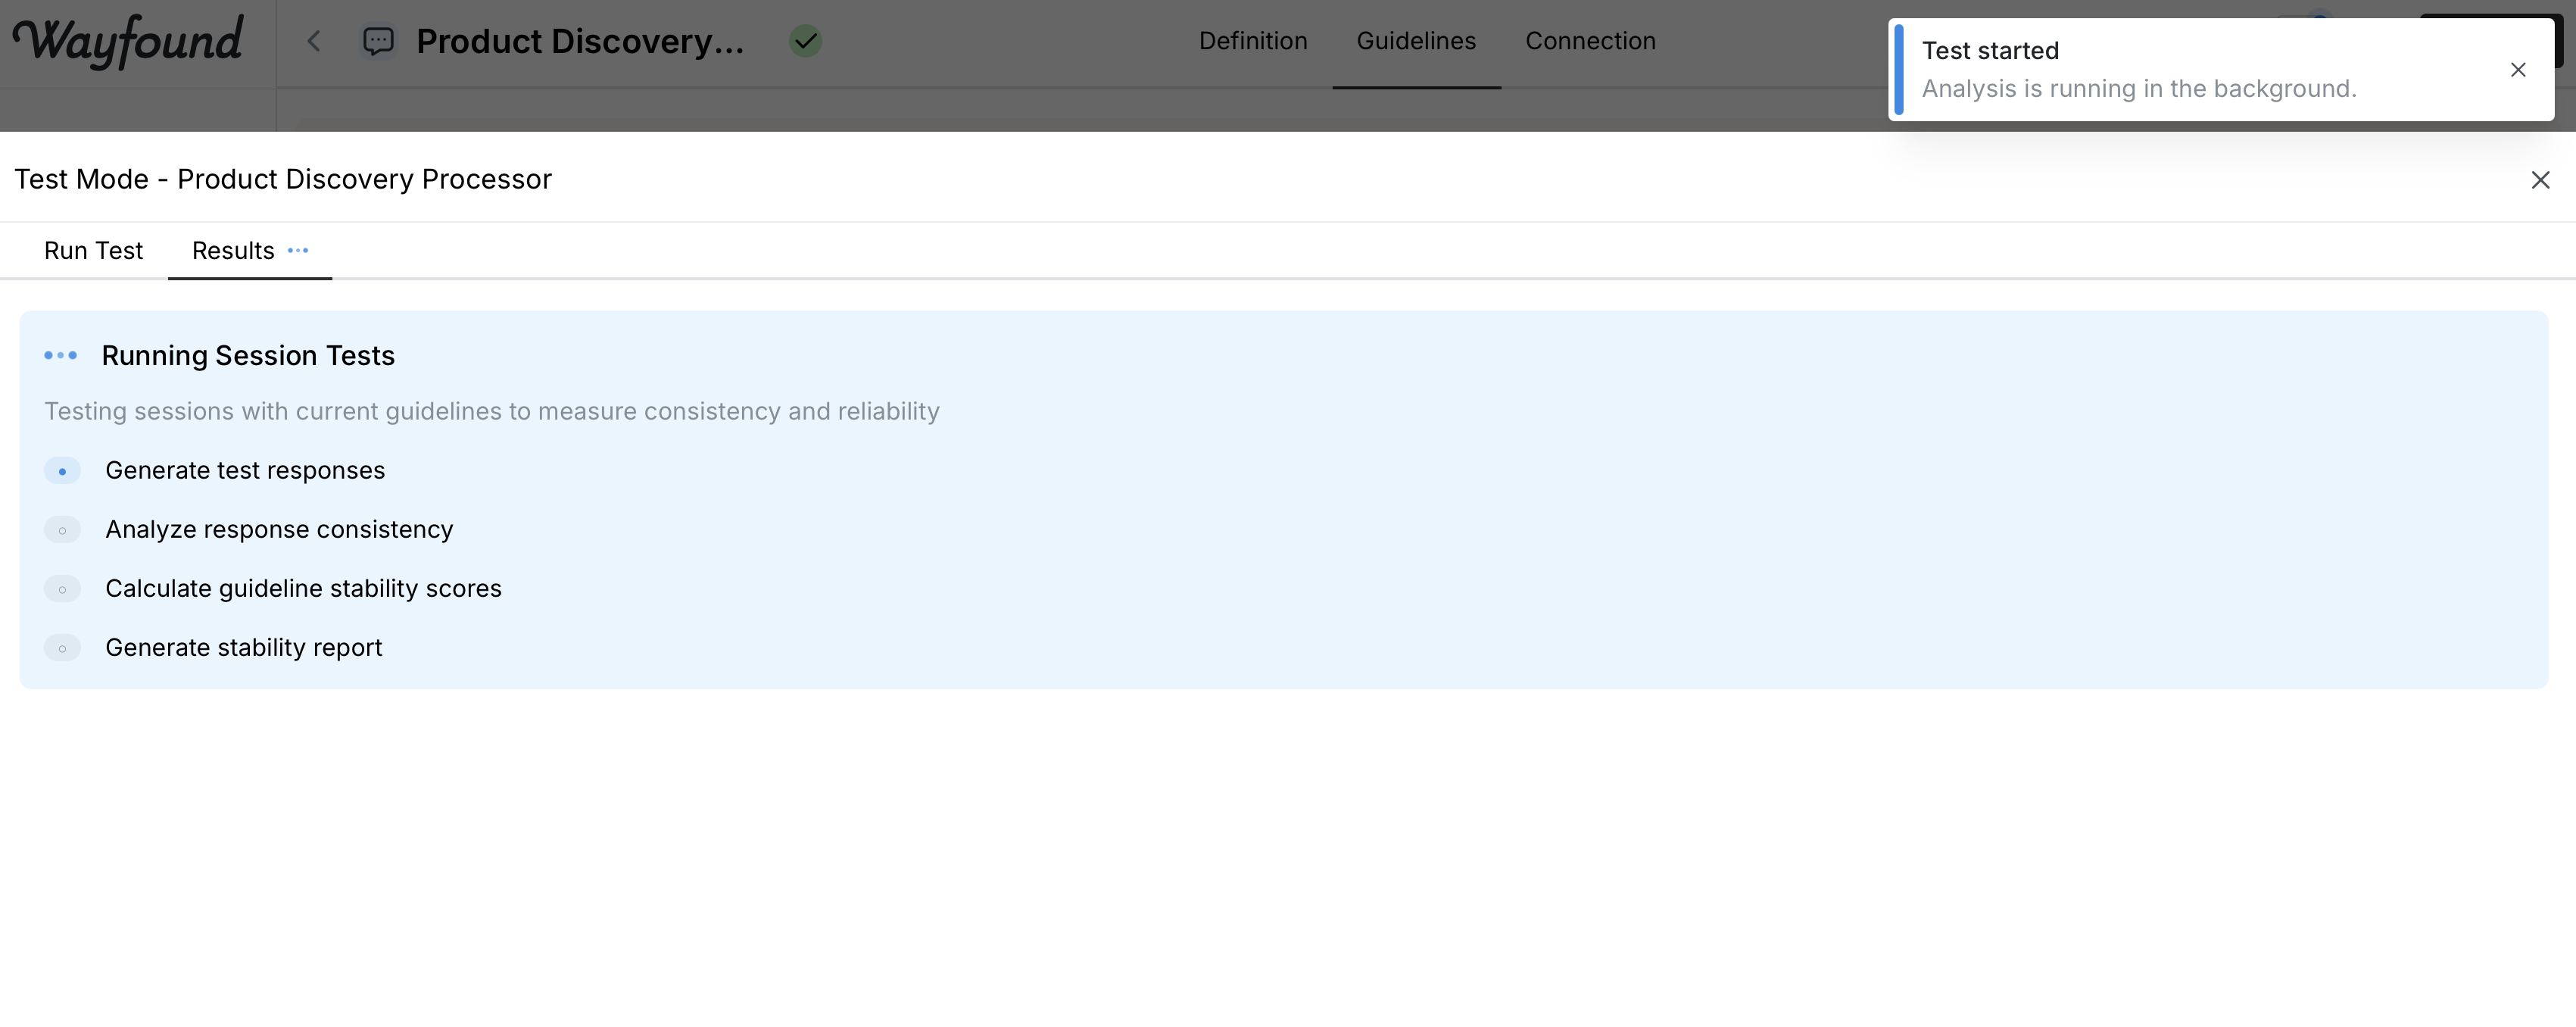 Wayfound
Product Discovery...
Definition
Guidelines
Connection
Test started
Analysis is running in the background.
Test Mode - Product Discovery Processor
Run Test
Results
Running Session Tests
Testing sessions with current guidelines to measure consistency and reliability
Generate test responses
Analyze response consistency
Calculate guideline stability scores
Generate stability report